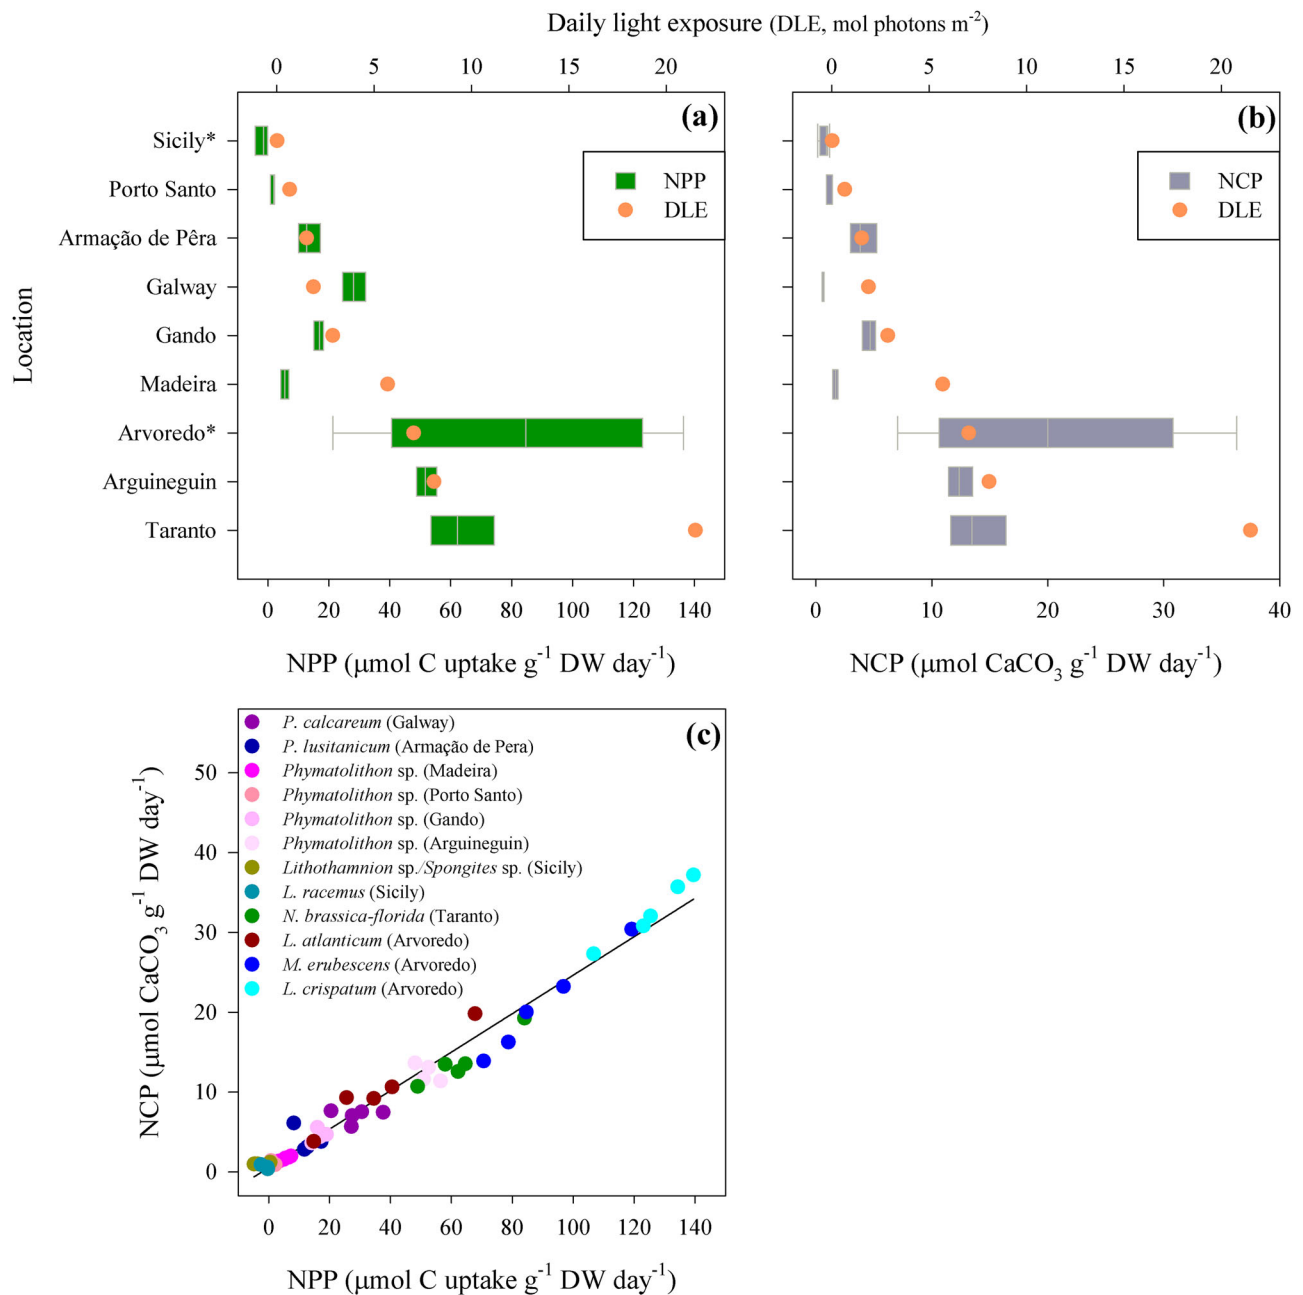 Daily light exposure (DLE, mol photons m⁻²)
0 5 10 15 20
0 5 10 15 20
(a)
(b)
Location
Sicily*
Porto Santo
Armação de Pêra
Galway
Gando
Madeira
Arvoredo*
Arguineguin
Taranto
NPP
DLE
NCP
DLE
0 20 40 60 80 100 120 140
0 10 20 30 40
NPP (μmol C uptake g⁻¹ DW day⁻¹)
NCP (μmol CaCO₃ g⁻¹ DW day⁻¹)
(c)
P. calcareum (Galway)
P. lusitanicum (Armação de Pera)
Phymatolithon sp. (Madeira)
Phymatolithon sp. (Porto Santo)
Phymatolithon sp. (Gando)
Phymatolithon sp. (Arguineguin)
Lithothamnion sp./Spongites sp. (Sicily)
L. racemus (Sicily)
N. brassica-florida (Taranto)
L. atlanticum (Arvoredo)
M. erubescens (Arvoredo)
L. crispatum (Arvoredo)
NCP (μmol CaCO₃ g⁻¹ DW day⁻¹)
50
40
30
20
10
0
0 20 40 60 80 100 120 140
NPP (μmol C uptake g⁻¹ DW day⁻¹)